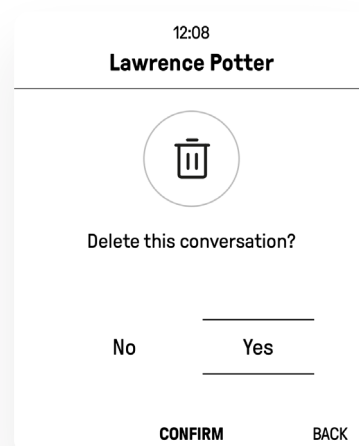 12:08
Lawrence Potter
Delete this conversation?
No Yes
CONFIRM BACK